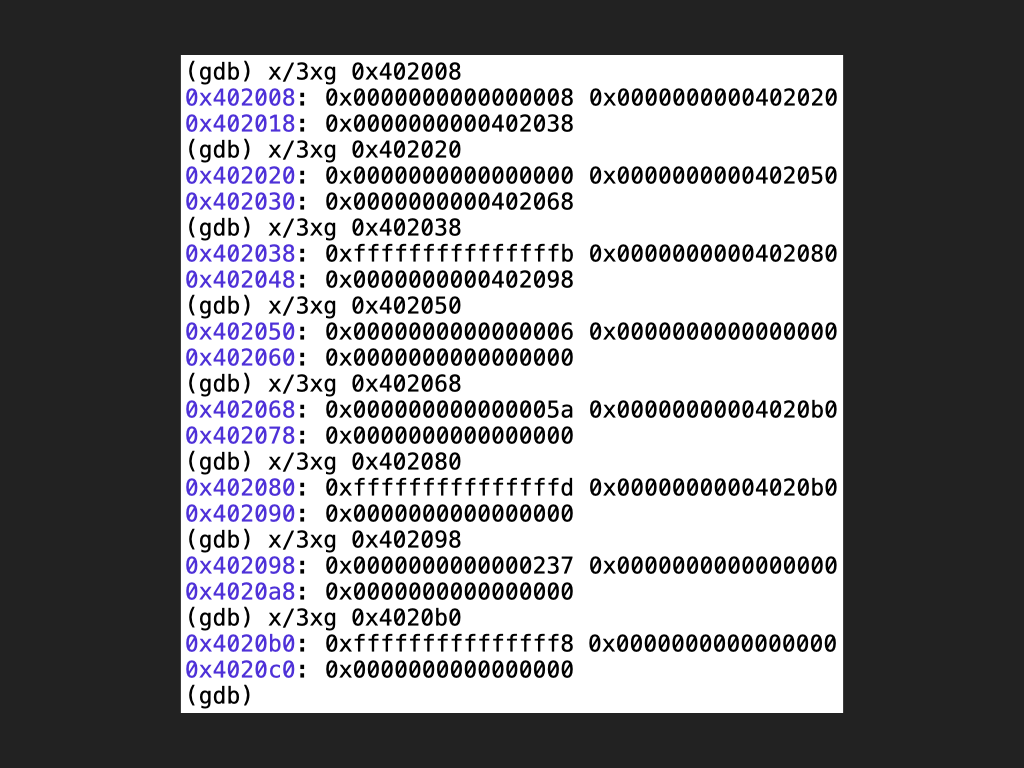 (gdb) x/3xg 0x402008
0x402008: 0x0000000000000008 0x0000000000402020
0x402018: 0x0000000000402038
(gdb) x/3xg 0x402020
0x402020: 0x0000000000000000 0x0000000000402050
0x402030: 0x0000000000402068
(gdb) x/3xg 0x402038
0x402038: 0xfffffffffffffffb 0x0000000000402080
0x402048: 0x0000000000402098
(gdb) x/3xg 0x402050
0x402050: 0x0000000000000006 0x0000000000000000
0x402060: 0x0000000000000000
(gdb) x/3xg 0x402068
0x402068: 0x000000000000005a 0x00000000004020b0
0x402078: 0x0000000000000000
(gdb) x/3xg 0x402080
0x402080: 0xfffffffffffffffd 0x00000000004020b0
0x402090: 0x0000000000000000
(gdb) x/3xg 0x402098
0x402098: 0x0000000000000237 0x0000000000000000
0x4020a8: 0x0000000000000000
(gdb) x/3xg 0x4020b0
0x4020b0: 0xfffffffffffffff8 0x0000000000000000
0x4020c0: 0x0000000000000000
(gdb)